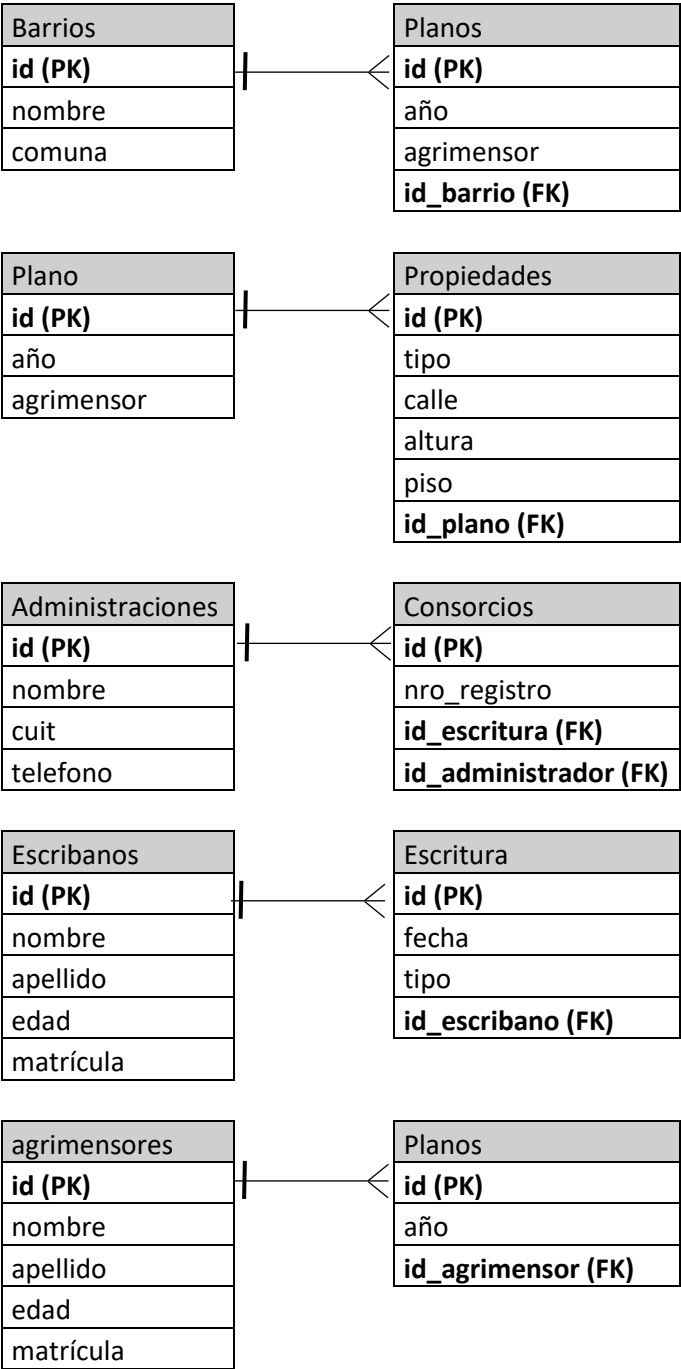 Barrios
id (PK)
nombre
comuna
Planos
id (PK)
año
agrimensor
id_barrio (FK)
Plano
id (PK)
año
agrimensor
Propiedades
id (PK)
tipo
calle
altura
piso
id_plano (FK)
Administraciones
id (PK)
nombre
cuit
telefono
Consorcios
id (PK)
nro_registro
id_escritura (FK)
id_administrador (FK)
Escribanos
id (PK)
nombre
apellido
edad
matrícula
Escritura
id (PK)
fecha
tipo
id_escribano (FK)
agrimensores
id (PK)
nombre
apellido
edad
matrícula
Planos
id (PK)
año
id_agrimensor (FK)